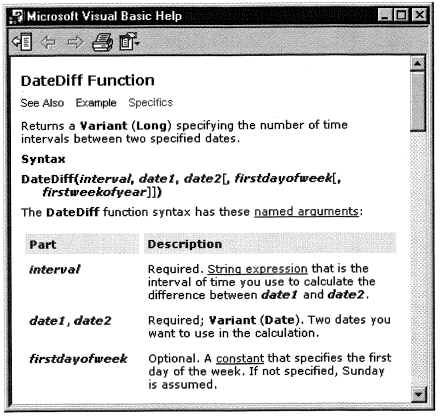 Microsoft Visual Basic Help
DateDiff Function
See Also Example Specifics
Returns a Variant (Long) specifying the number of time
intervals between two specified dates.
Syntax
DateDiff(interval, date1, date2[, firstdayofweek[,
firstweekofyear]])
The DateDiff function syntax has these named arguments:
Part Description
interval Required. String expression that is the
interval of time you use to calculate the
difference between date1 and date2.
date1, date2 Required; Variant (Date). Two dates you
want to use in the calculation.
firstdayofweek Optional. A constant that specifies the first
day of the week. If not specified, Sunday
is assumed.